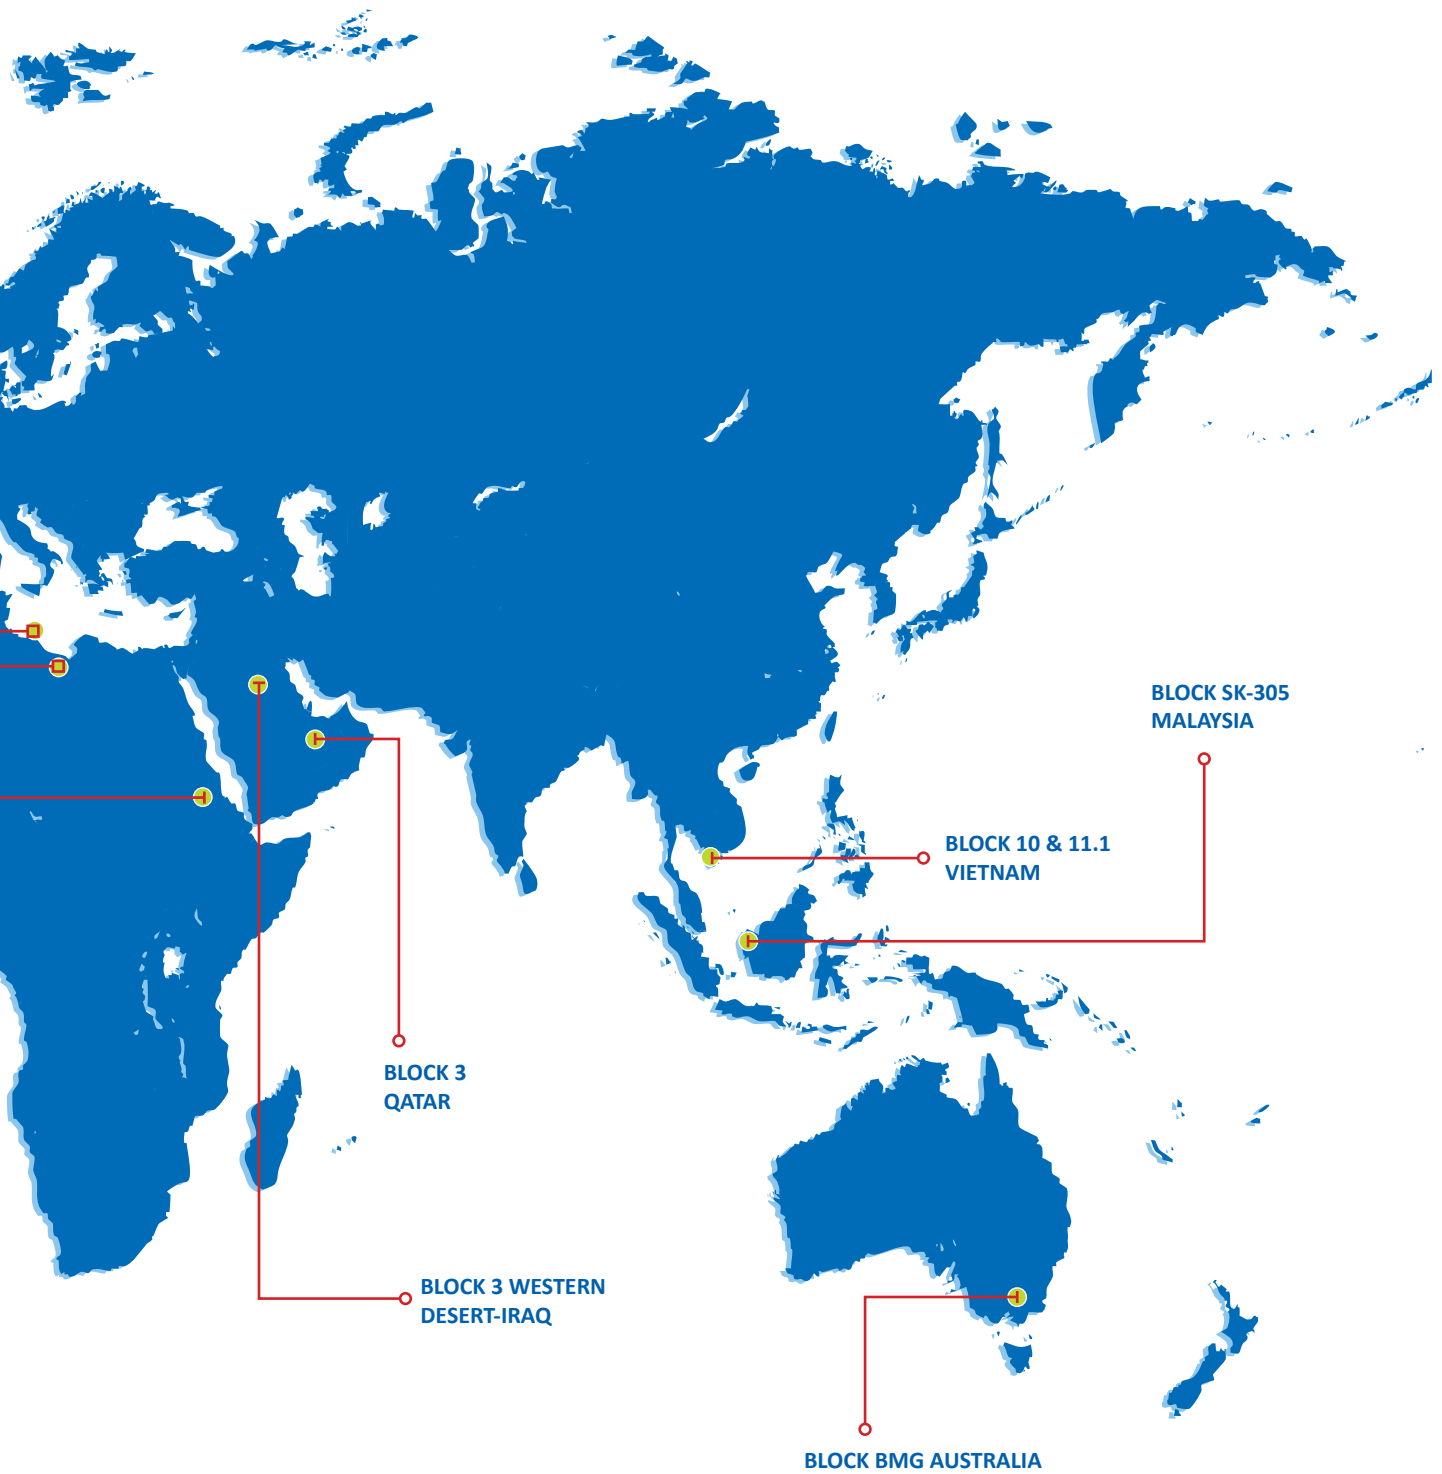 BLOCK SK-305
MALAYSIA
BLOCK 10 & 11.1
VIETNAM
BLOCK 3
QATAR
BLOCK 3 WESTERN
DESERT-IRAQ
BLOCK BMG AUSTRALIA